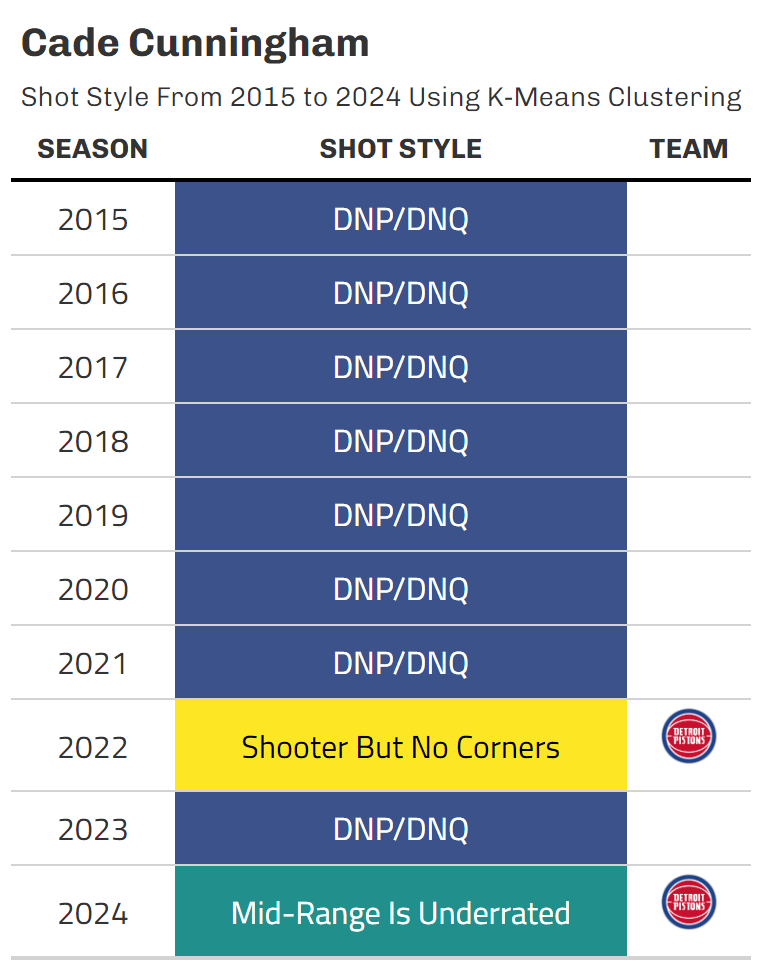 Cade Cunningham
Shot Style From 2015 to 2024 Using K-Means Clustering
SEASON SHOT STYLE TEAM
2015 DNP/DNQ
2016 DNP/DNQ
2017 DNP/DNQ
2018 DNP/DNQ
2019 DNP/DNQ
2020 DNP/DNQ
2021 DNP/DNQ
2022 Shooter But No Corners DETROIT PISTONS
2023 DNP/DNQ
2024 Mid-Range Is Underrated DETROIT PISTONS